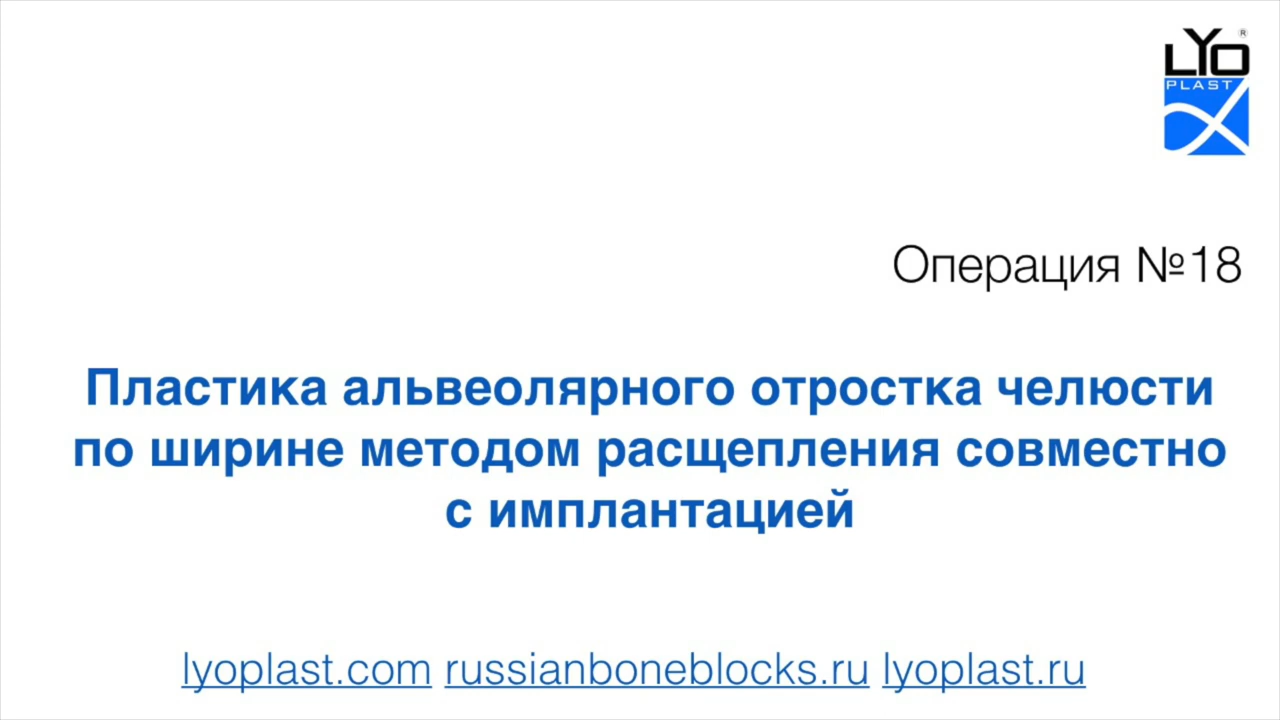 LYO®
PLAST
Операция №18
Пластика альвеолярного отростка челюсти
по ширине методом расщепления совместно
с имплантацией
lyoplast.com russianboneblocks.ru lyoplast.ru